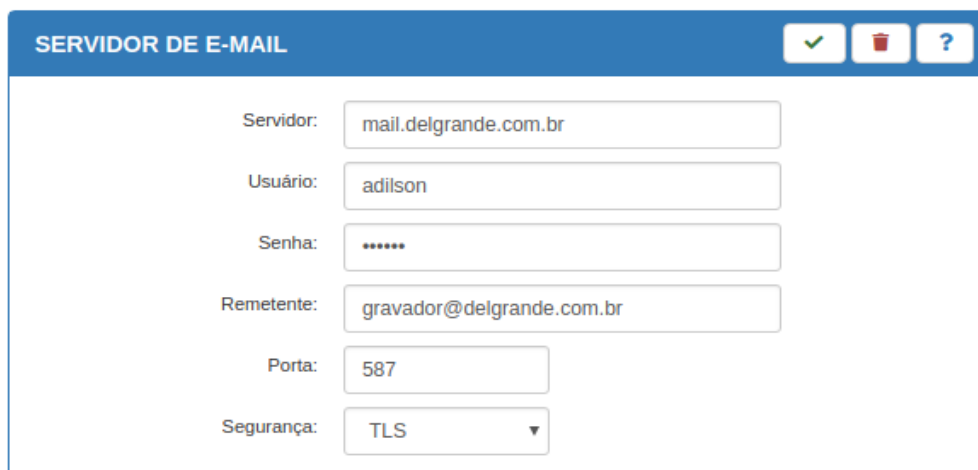 SERVIDOR DE E-MAIL ?
Servidor: mail.delgrande.com.br
Usuário: adilson
Senha: ••••••
Remetente: gravador@delgrande.com.br
Porta: 587
Segurança: TLS